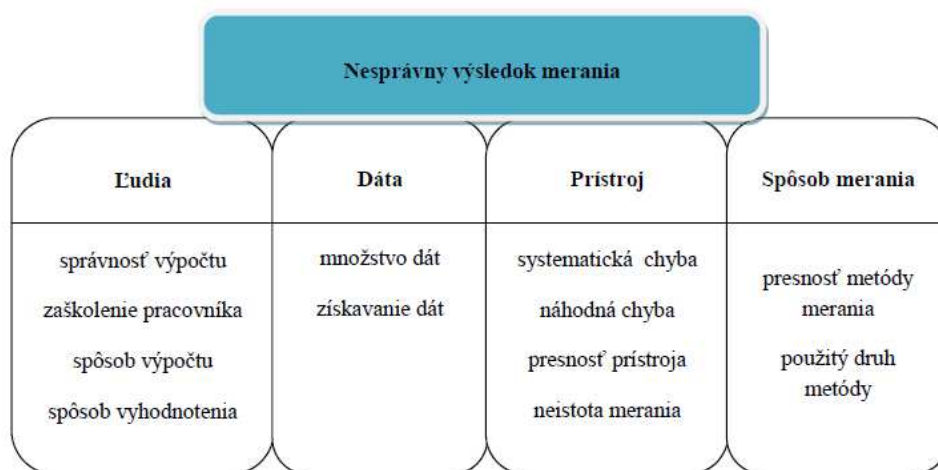 Nesprávny výsledok merania
Ľudia
správnosť výpočtu
zaškolenie pracovníka
spôsob výpočtu
spôsob vyhodnotenia
Dáta
množstvo dát
získavanie dát
Prístroj
systematická chyba
náhodná chyba
presnosť prístroja
neistota merania
Spôsob merania
presnosť metódy
merania
použitý druh
metódy